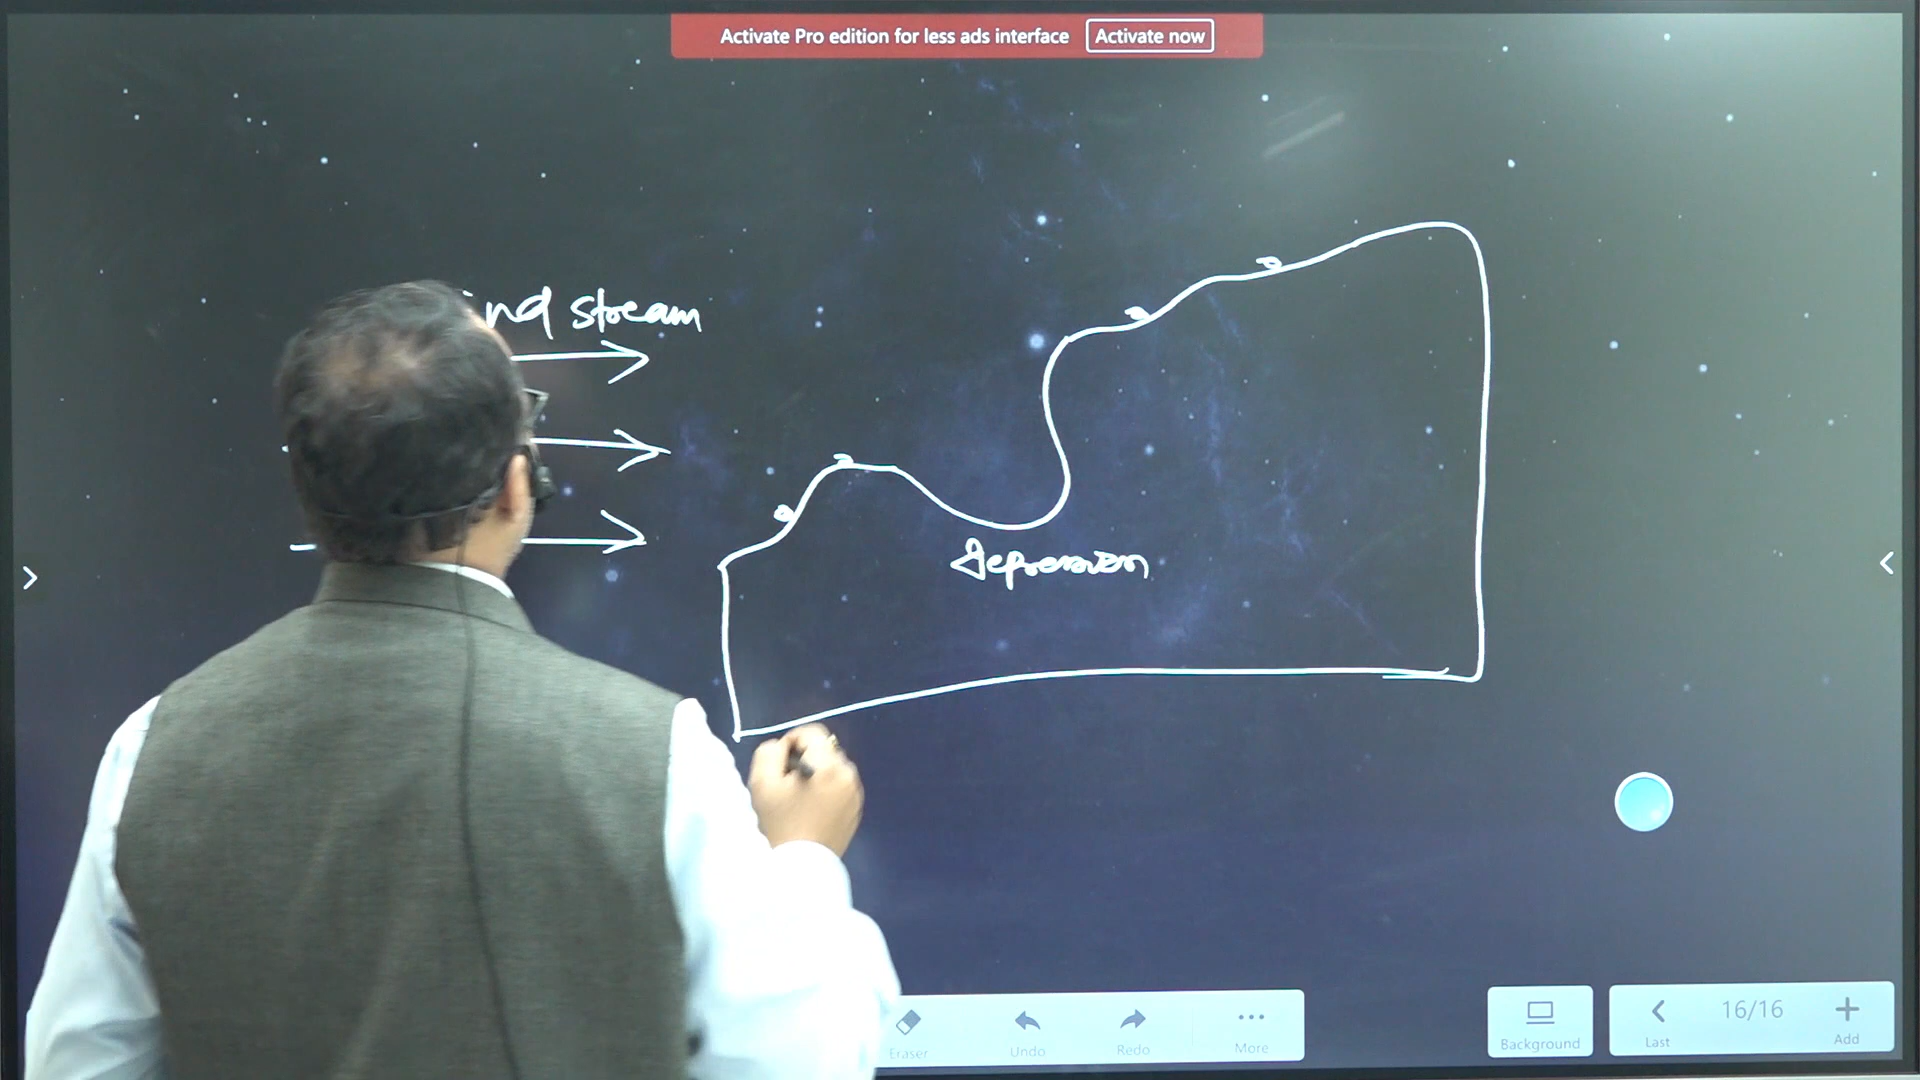 Activate Pro edition for less ads interface Activate now
ind stream
depression
Eraser Undo Redo More
Background
16/16
Last Add